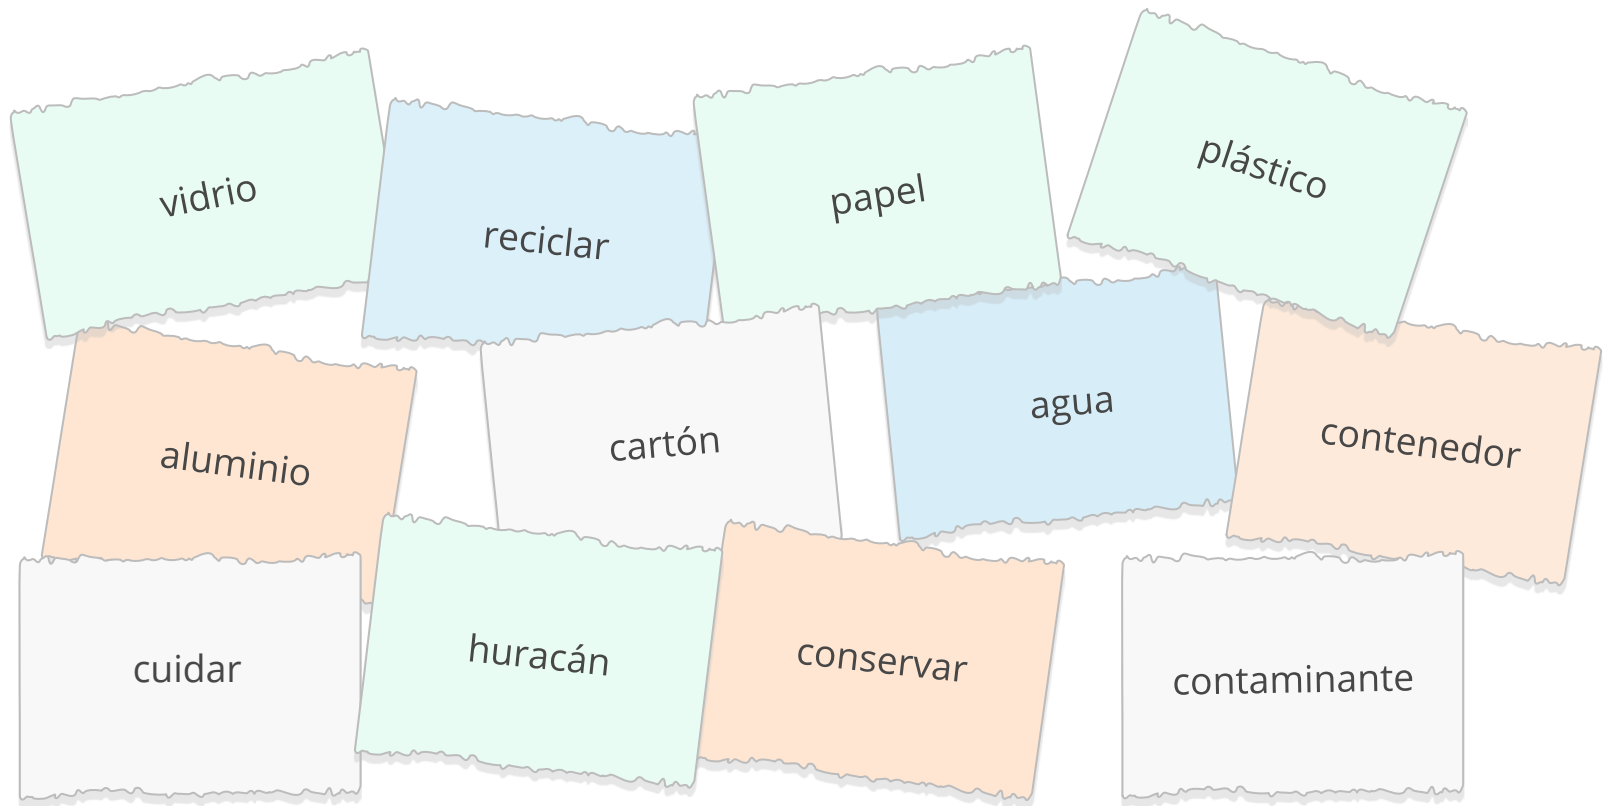 vidrio
reciclar
papel
plástico
aluminio
cartón
agua
contenedor
cuidar
huracán
conservar
contaminante